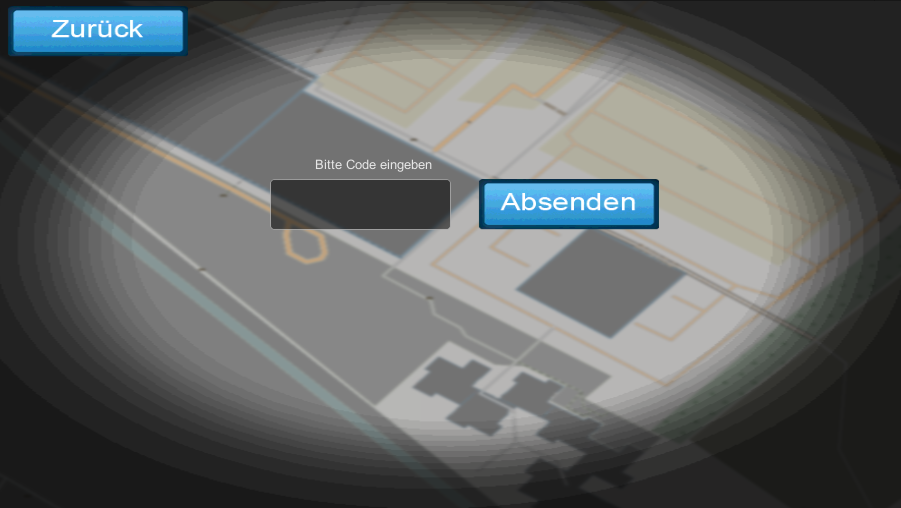 Zurück
Bitte Code eingeben
Absenden